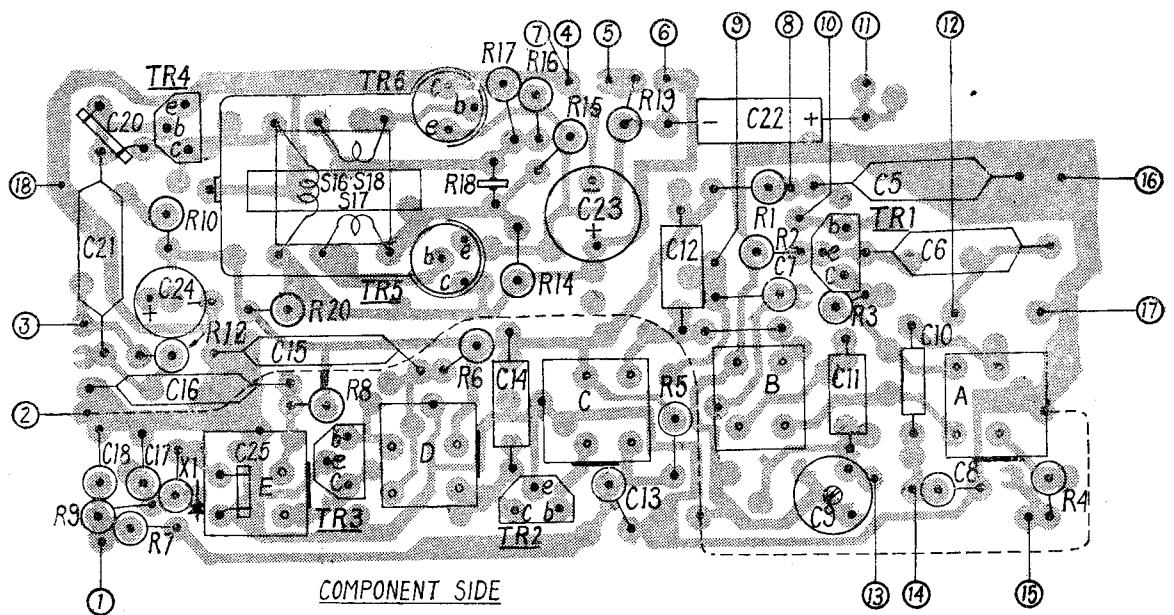 7 4 5 6 9 8 10 11 12
R17 R16
TR4 TR6 c b e R15 R19 - C22 +
C20 e b c
18 S16·S18 S17 R18 C23 + C5 16
R10 R1 TR1
C21 b e TR5 c C12 R2 b e c C6
C24 + R14 C7
3 R12 R20 R3 17
C15 C10
C16 R6 C14 C R5 B C11 A
2 R8 D
C18 C17 X1 C25 E b e c C13 C8
R9 TR3 e c b C9 R4
R7 TR2
1 COMPONENT SIDE 13 14 15